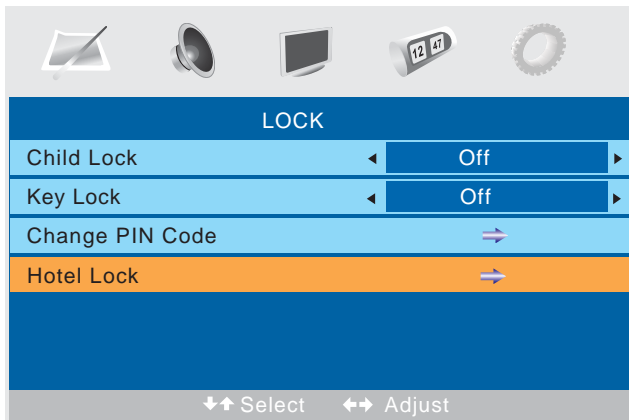 12 47
LOCK
Child Lock Off
Key Lock Off
Change PIN Code
Hotel Lock
Select Adjust